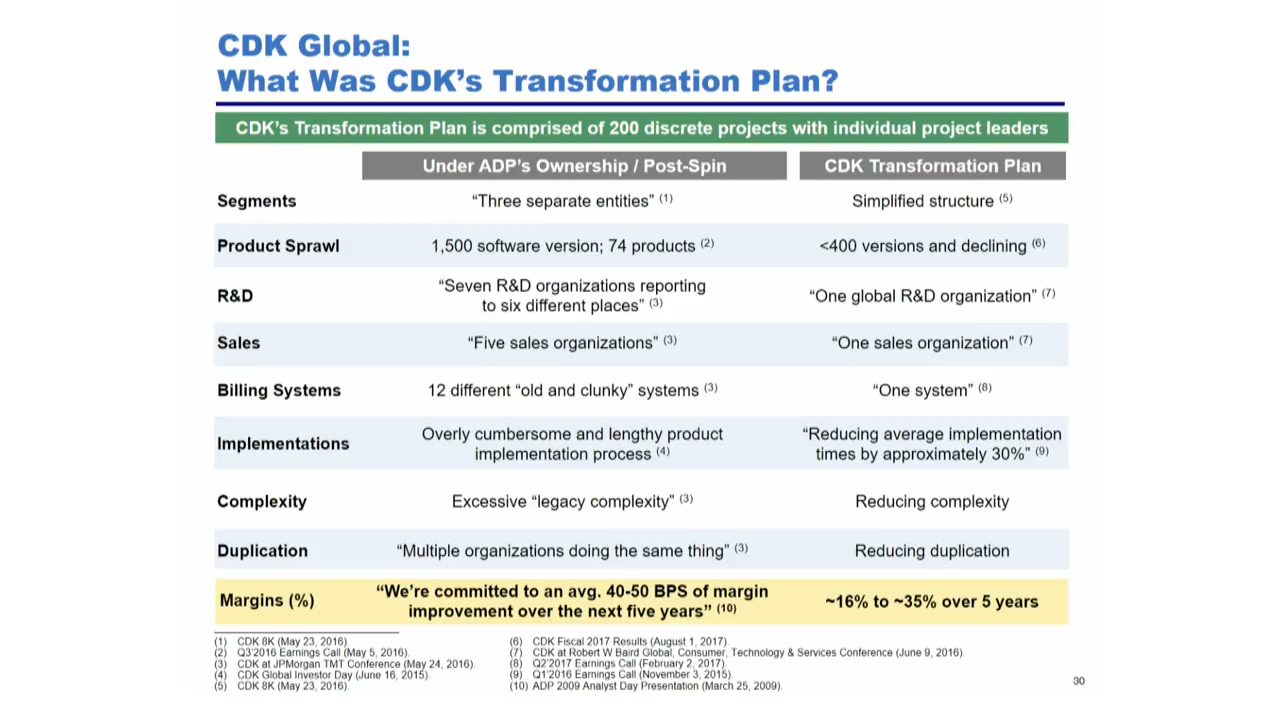 CDK Global:
What Was CDK's Transformation Plan?
CDK's Transformation Plan is comprised of 200 discrete projects with individual project leaders
Under ADP's Ownership / Post-Spin
CDK Transformation Plan
Segments
“Three separate entities” (1)
Simplified structure (5)
Product Sprawl
1,500 software version; 74 products (2)
<400 versions and declining (6)
R&D
“Seven R&D organizations reporting
to six different places” (3)
“One global R&D organization” (7)
Sales
“Five sales organizations” (3)
“One sales organization” (7)
Billing Systems
12 different “old and clunky” systems (3)
“One system” (8)
Implementations
Overly cumbersome and lengthy product
implementation process (4)
“Reducing average implementation
times by approximately 30%” (9)
Complexity
Excessive “legacy complexity” (3)
Reducing complexity
Duplication
“Multiple organizations doing the same thing” (3)
Reducing duplication
Margins (%)
“We're committed to an avg. 40-50 BPS of margin
improvement over the next five years” (10)
~16% to ~35% over 5 years
(1) CDK 8K (May 23, 2016)
(2) Q3'2016 Earnings Call (May 5, 2016).
(3) CDK at JPMorgan TMT Conference (May 24, 2016).
(4) CDK Global Investor Day (June 16, 2015).
(5) CDK 8K (May 23, 2016).
(6) CDK Fiscal 2017 Results (August 1, 2017).
(7) CDK at Robert W Baird Global, Consumer, Technology & Services Conference (June 9, 2016).
(8) Q2'2017 Earnings Call (February 2, 2017).
(9) Q1'2016 Earnings Call (November 3, 2015).
(10) ADP 2009 Analyst Day Presentation (March 25, 2009).
30